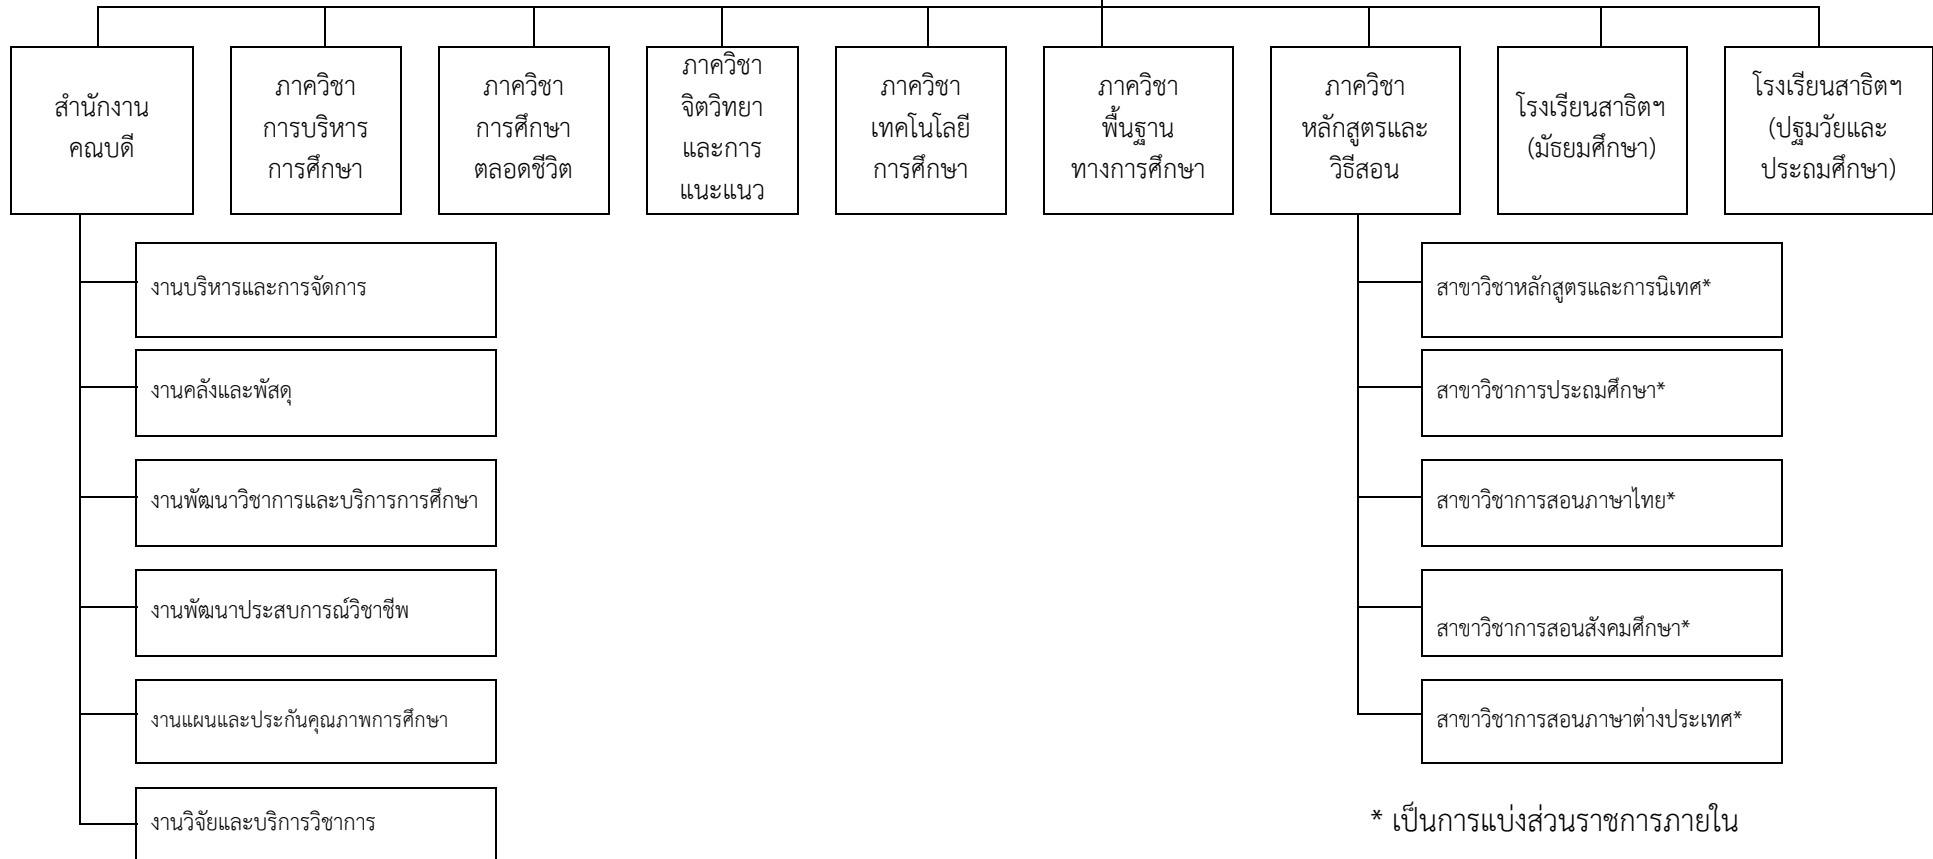 สำนักงาน
คณบดี
ภาควิชา
การบริหาร
การศึกษา
ภาควิชา
การศึกษา
ตลอดชีวิต
ภาควิชา
จิตวิทยา
และการ
แนะแนว
ภาควิชา
เทคโนโลยี
การศึกษา
ภาควิชา
พื้นฐาน
ทางการศึกษา
ภาควิชา
หลักสูตรและ
วิธีสอน
โรงเรียนสาธิตฯ
(มัธยมศึกษา)
โรงเรียนสาธิตฯ
(ปฐมวัยและ
ประถมศึกษา)
งานบริหารและการจัดการ
งานคลังและพัสดุ
งานพัฒนาวิชาการและบริการการศึกษา
งานพัฒนาประสบการณ์วิชาชีพ
งานแผนและประกันคุณภาพการศึกษา
งานวิจัยและบริการวิชาการ
สาขาวิชาหลักสูตรและการนิเทศ*
สาขาวิชาการประถมศึกษา*
สาขาวิชาการสอนภาษาไทย*
สาขาวิชาการสอนสังคมศึกษา*
สาขาวิชาการสอนภาษาต่างประเทศ*
* เป็นการแบ่งส่วนราชการภายใน